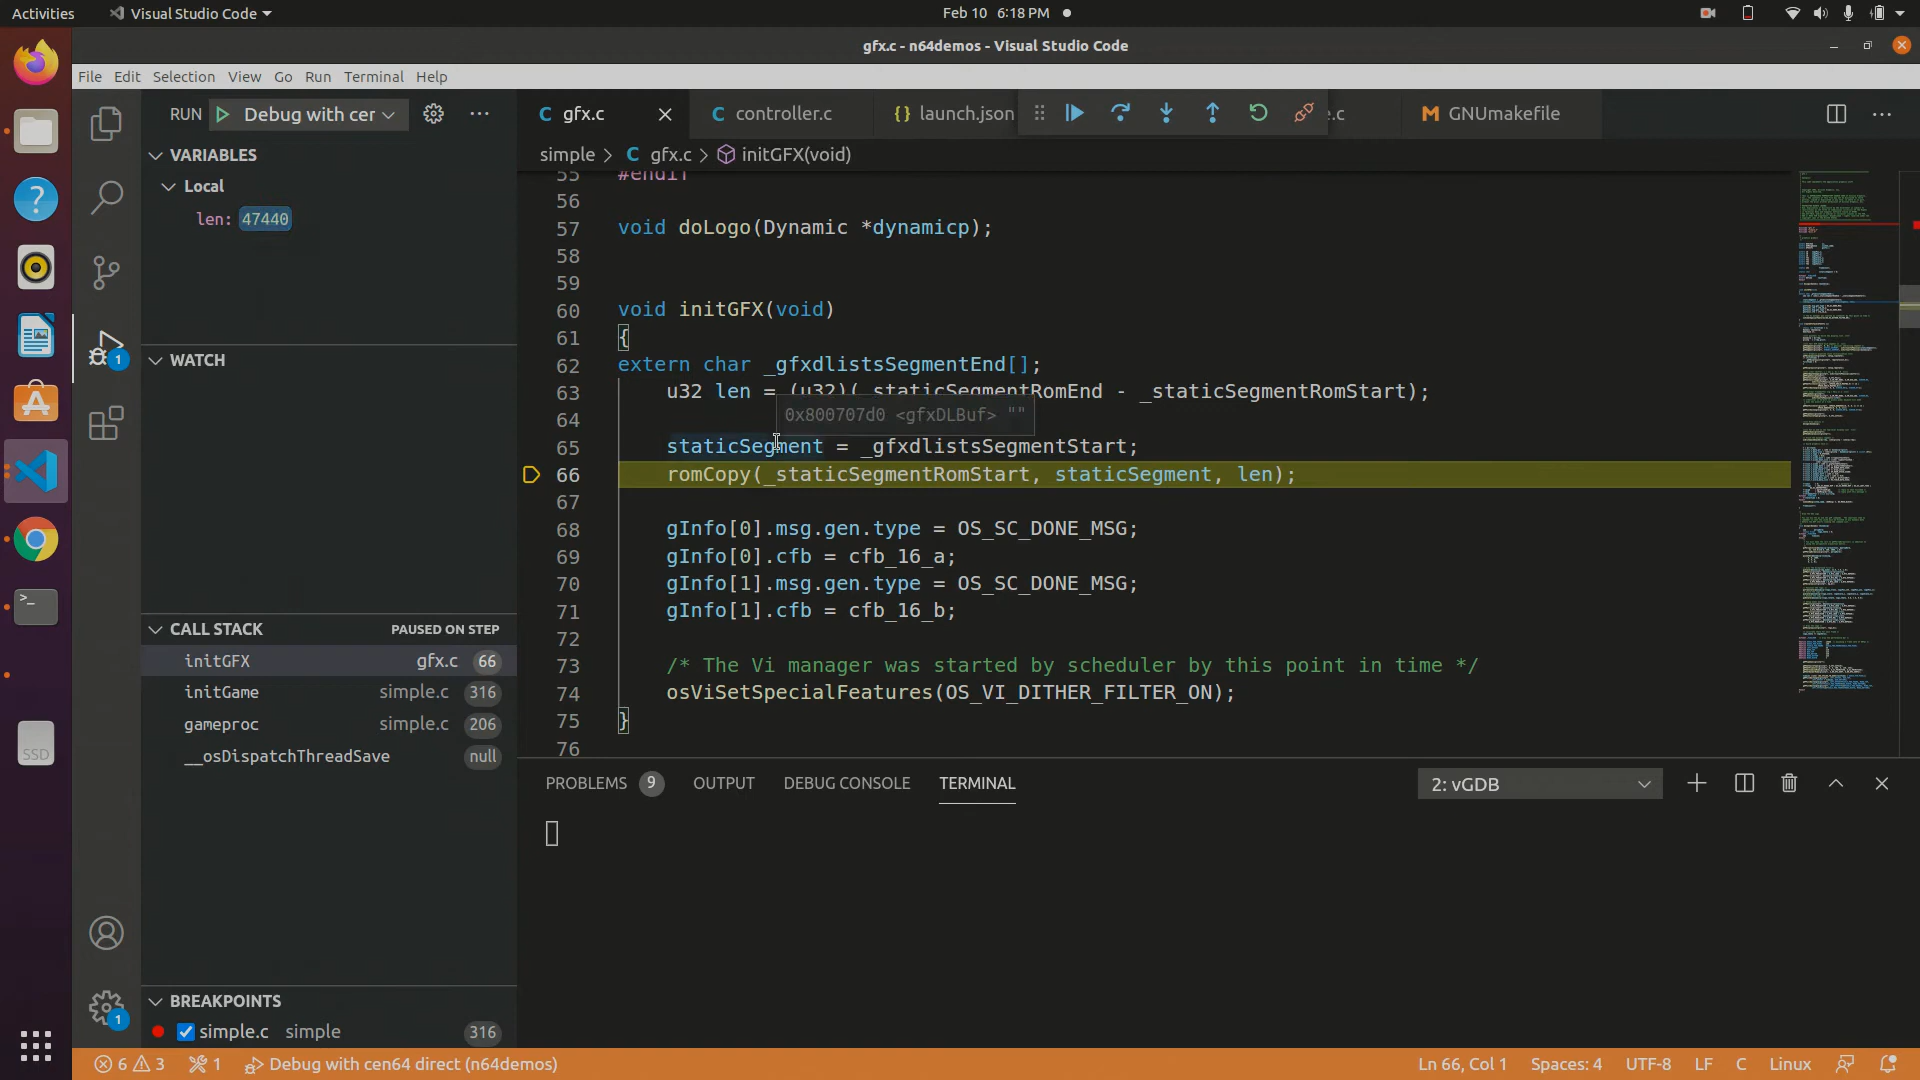 Activities
Visual Studio Code
Feb 10 6:18 PM
gfx.c - n64demos - Visual Studio Code
File Edit Selection View Go Run Terminal Help
RUN Debug with cer
gfx.c
controller.c
launch.json
e.c
GNUmakefile
simple > gfx.c > initGFX(void)
VARIABLES
Local
len: 47440
WATCH
CALL STACK PAUSED ON STEP
initGFX gfx.c 66
initGame simple.c 316
gameproc simple.c 206
__osDispatchThreadSave null
BREAKPOINTS
simple.c simple 316
55 #endif
56
57 void doLogo(Dynamic *dynamicp);
58
59
60 void initGFX(void)
61 {
62 extern char _gfxdlistsSegmentEnd[];
63 u32 len = (u32)(_staticSegmentRomEnd - _staticSegmentRomStart);
0x800707d0 <gfxDLBuf> ""
64
65 staticSegment = _gfxdlistsSegmentStart;
66 romCopy(_staticSegmentRomStart, staticSegment, len);
67
68 gInfo[0].msg.gen.type = OS_SC_DONE_MSG;
69 gInfo[0].cfb = cfb_16_a;
70 gInfo[1].msg.gen.type = OS_SC_DONE_MSG;
71 gInfo[1].cfb = cfb_16_b;
72
73 /* The Vi manager was started by scheduler by this point in time */
74 osViSetSpecialFeatures(OS_VI_DITHER_FILTER_ON);
75 }
76
PROBLEMS 9 OUTPUT DEBUG CONSOLE TERMINAL
2: vGDB
SSD
1
1
6 3 1 Debug with cen64 direct (n64demos)
Ln 66, Col 1 Spaces: 4 UTF-8 LF C Linux